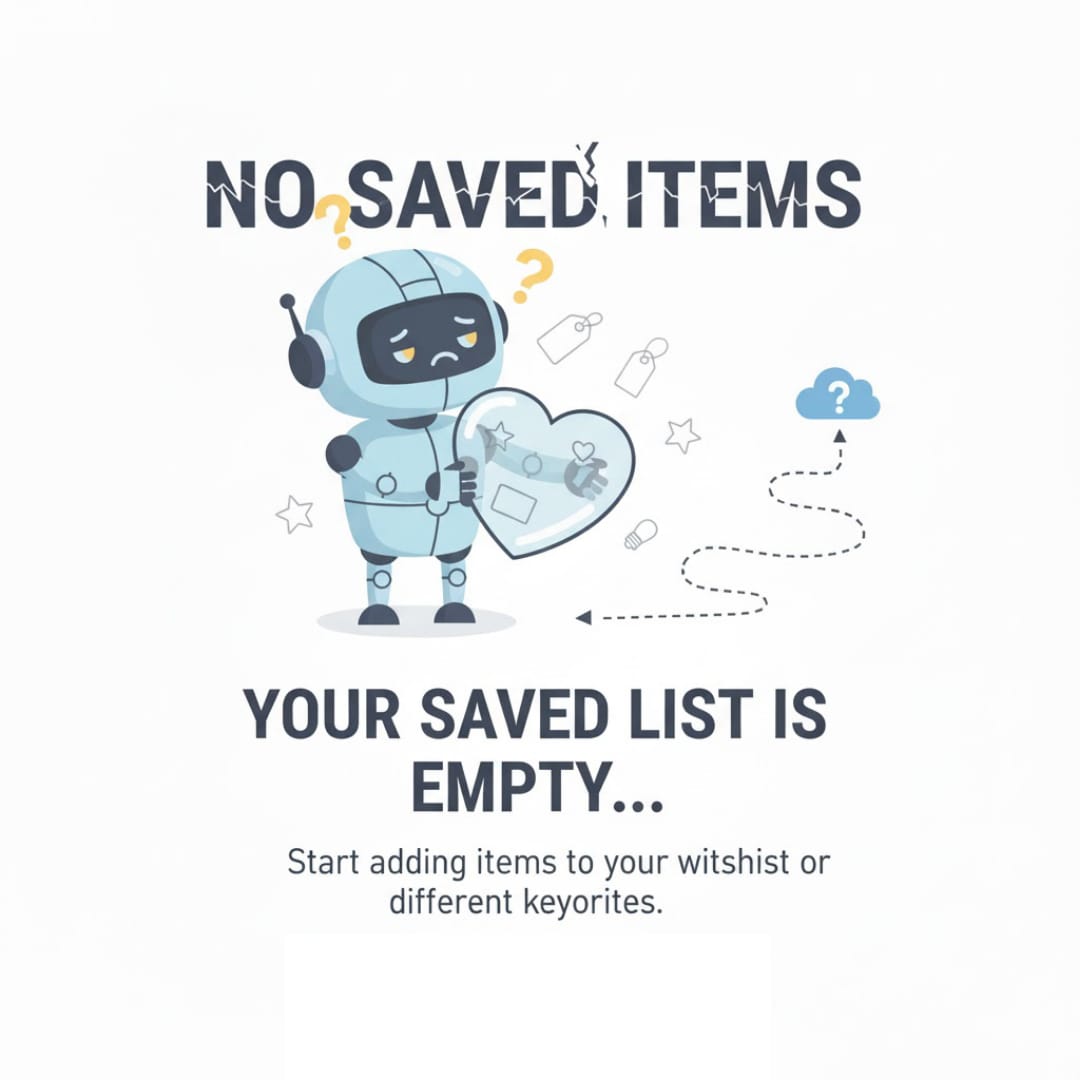 NO SAVED ITEMS
?
?
?
YOUR SAVED LIST IS
EMPTY...
Start adding items to your witshist or
different keyorites.